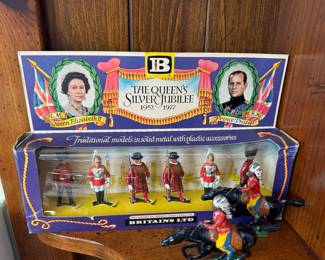 B
THE QUEEN'S
SILVER JUBILEE
1952 1977
Queen Elizabeth II
Prince Philip
Traditional models in solid metal with plastic accessories
BRITAINS LTD